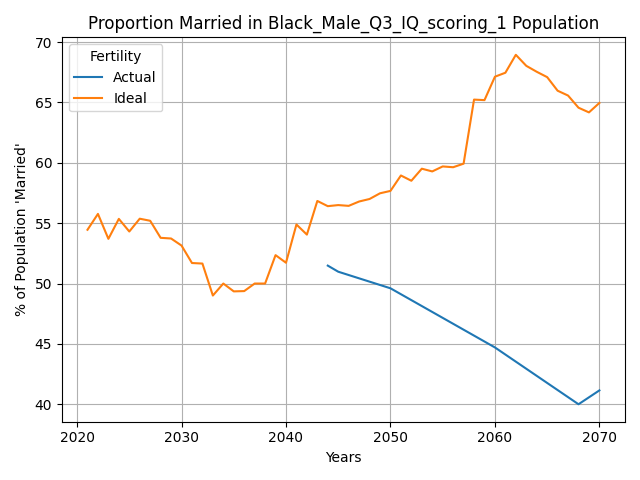 Proportion Married in Black_Male_Q3_IQ_scoring_1 Population
% of Population 'Married'
70
65
60
55
50
45
40
Fertility
Actual
Ideal
2020 2030 2040 2050 2060 2070
Years